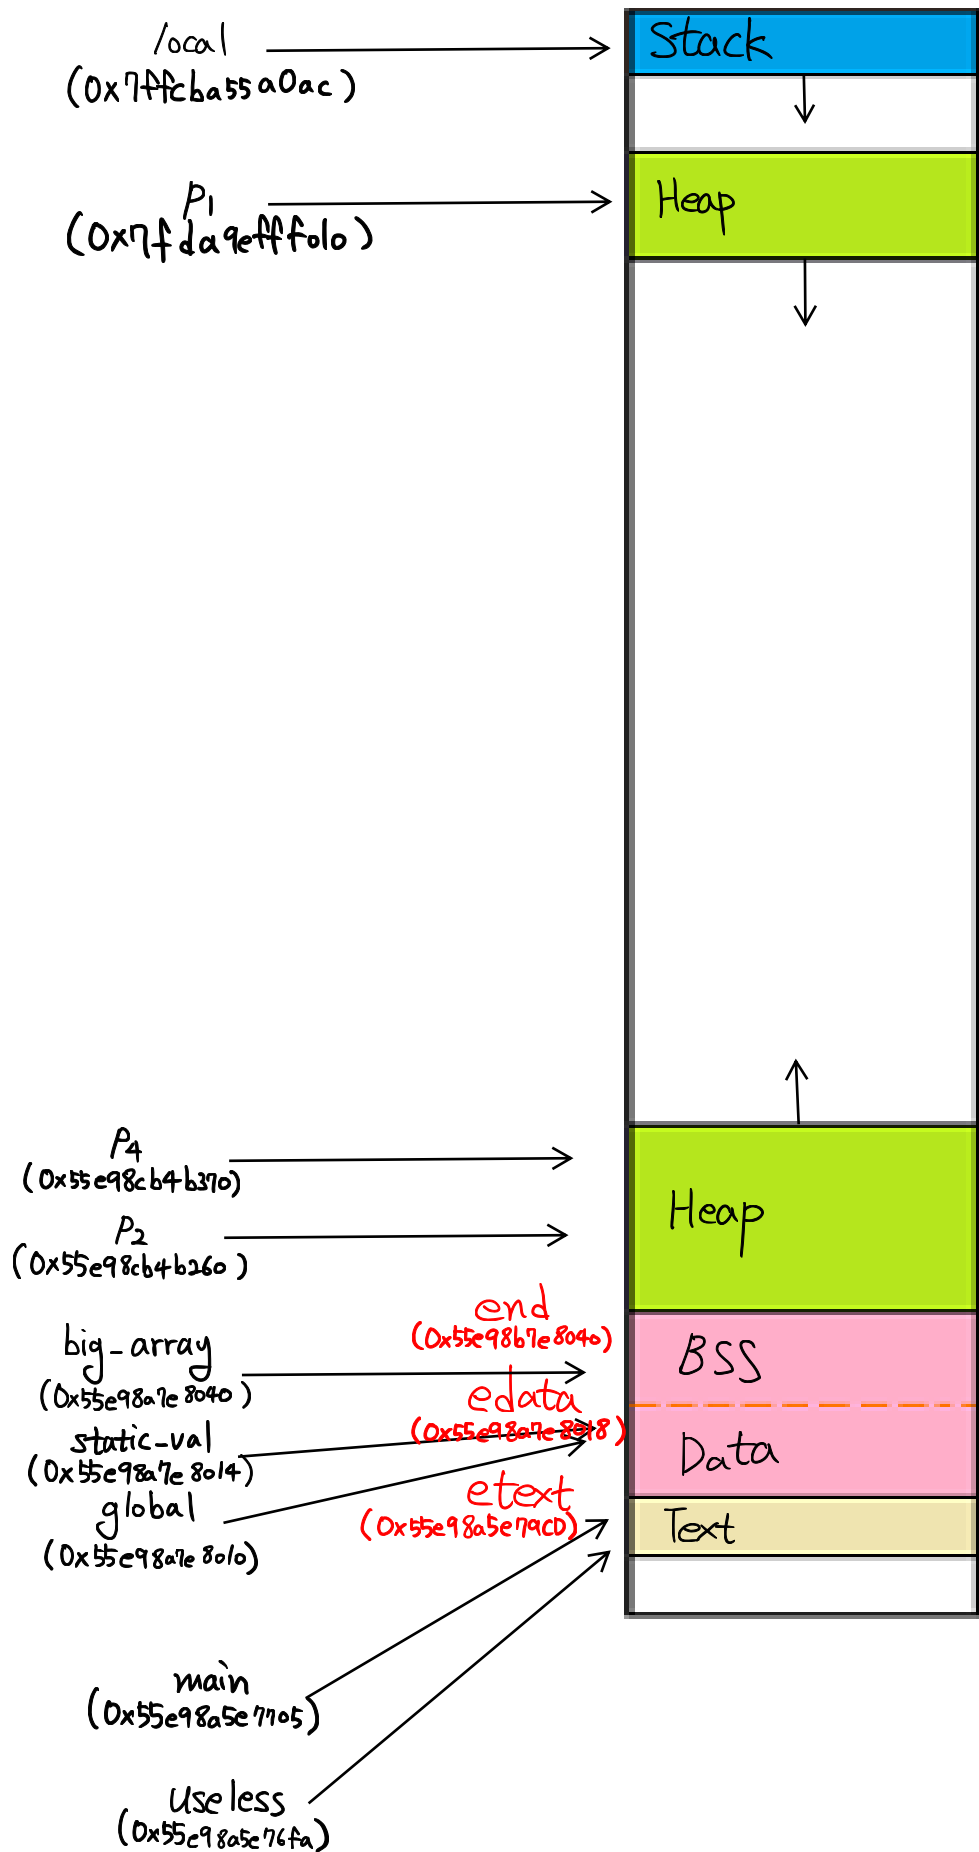 local
(0x7ffcba55a0ac)
Stack
P1
(0x7fda9efff010)
Heap
P4
(0x55e98cb4b370)
P2
(0x55e98cb4b260)
Heap
end
(0x55e98b7e8040)
big_array
(0x55e98a7e8040)
BSS
edata
(0x55e98a7e8018)
static_val
(0x55e98a7e8014)
Data
global
(0x55e98a7e8010)
etext
(0x55e98a5e79CD)
Text
main
(0x55e98a5e7705)
useless
(0x55e98a5e76fa)